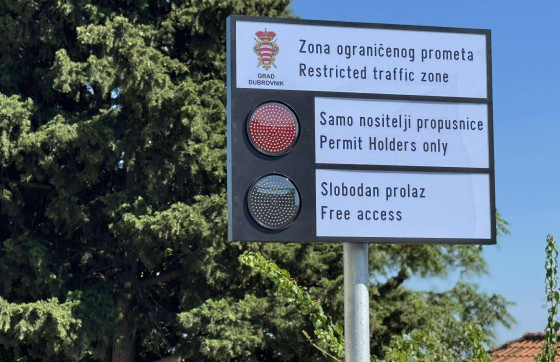 GRAD
DUBROVNIK
Zona ograničenog prometa
Restricted traffic zone
Samo nositelji propusnice
Permit Holders only
Slobodan prolaz
Free access